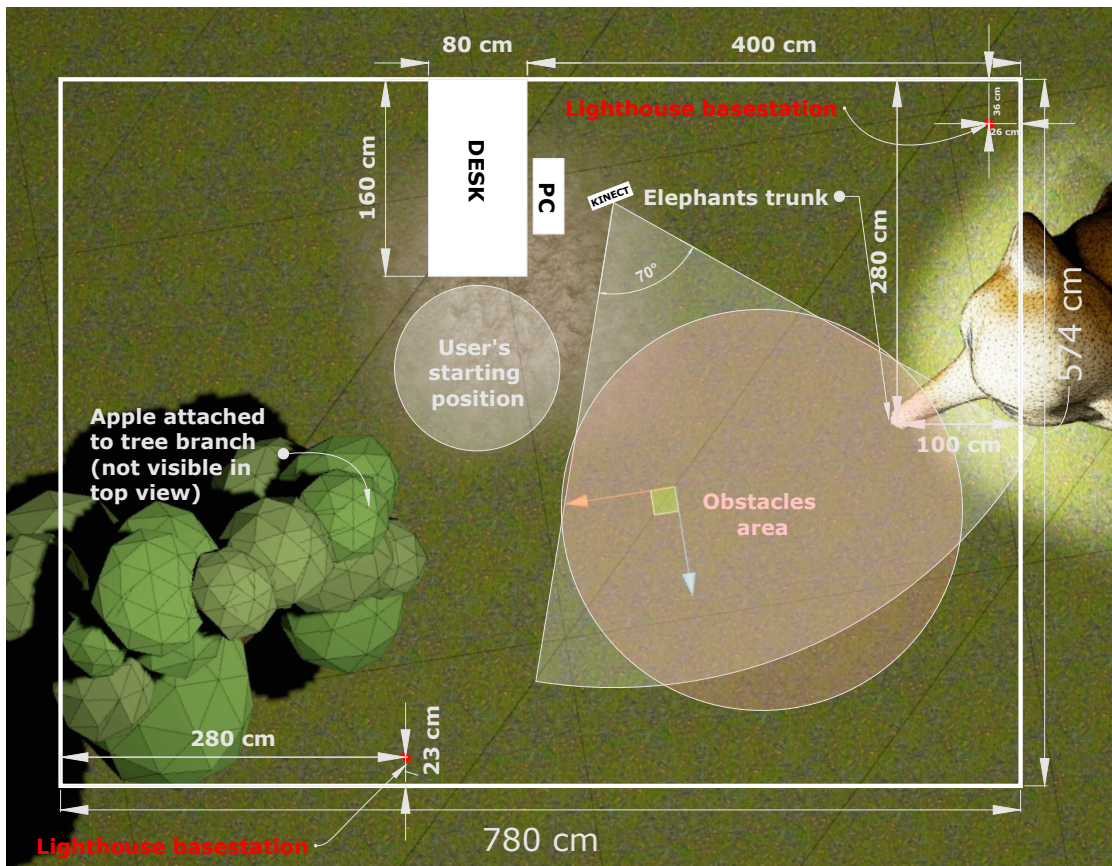 80 cm
400 cm
Lighthouse basestation
36 cm
26 cm
160 cm
DESK
PC
KINECT
Elephants trunk
280 cm
70°
574 cm
User's
starting
position
Apple attached
to tree branch
(not visible in
top view)
100 cm
Obstacles
area
280 cm
23 cm
780 cm
Lighthouse basestation